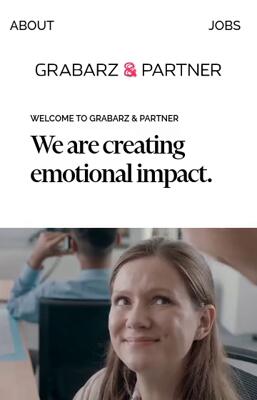 ABOUT JOBS
GRABARZ & PARTNER
WELCOME TO GRABARZ & PARTNER
We are creating
emotional impact.